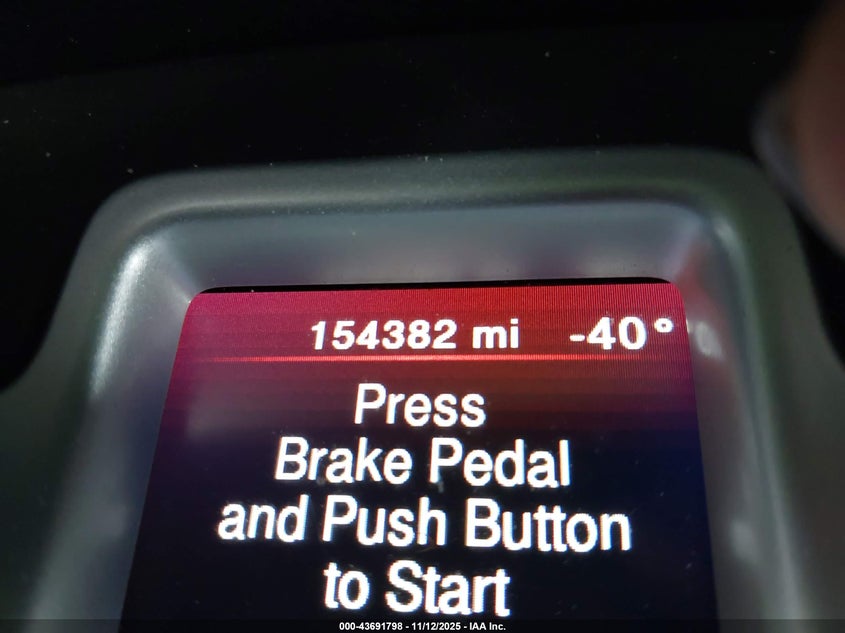 154382 mi -40°
Press
Brake Pedal
and Push Button
to Start
000-43691798 - 11/12/2025 - IAA Inc.